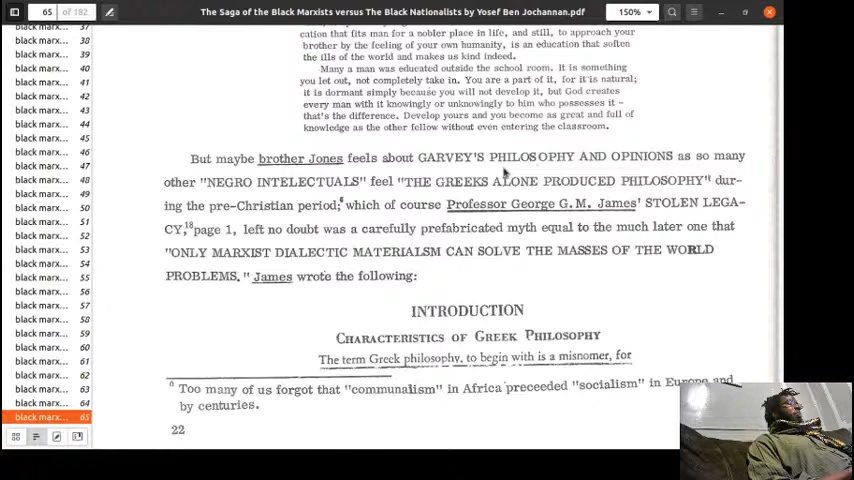 65 of 182
The Saga of the Black Marxists versus The Black Nationalists by Yosef Ben Jochannan.pdf
150%
black marx... 37
black marx... 38
black marx... 39
black marx... 40
black marx... 41
black marx... 42
black marx... 43
black marx... 44
black marx... 45
black marx... 46
black marx... 47
black marx... 48
black marx... 49
black marx... 50
black marx... 51
black marx... 52
black marx... 53
black marx... 54
black marx... 55
black marx... 56
black marx... 57
black marx... 58
black marx... 59
black marx... 60
black marx... 61
black marx... 62
black marx... 63
black marx... 64
black marx... 65
cation that fits man for a nobler place in life, and still, to approach your
brother by the feeling of your own humanity, is an education that soften
the ills of the world and makes us kind indeed.
Many a man was educated outside the school room. It is something
you let out, not completely take in. You are a part of it, for it is natural;
it is dormant simply because you will not develop it, but God creates
every man with it knowingly or unknowingly to him who possesses it -
that's the difference. Develop yours and you become as great and full of
knowledge as the other fellow without even entering the classroom.
But maybe brother Jones feels about GARVEY'S PHILOSOPHY AND OPINIONS as so many
other "NEGRO INTELECTUALS" feel "THE GREEKS ALONE PRODUCED PHILOSOPHY" dur-
ing the pre-Christian period; which of course Professor George G.M. James' STOLEN LEGA-
CY,18 page 1, left no doubt was a carefully prefabricated myth equal to the much later one that
"ONLY MARXIST DIALECTIC MATERIALSM CAN SOLVE THE MASSES OF THE WORLD
PROBLEMS." James wrote the following:
INTRODUCTION
CHARACTERISTICS OF GREEK PHILOSOPHY
The term Greek philosophy, to begin with is a misnomer, for
Too many of us forgot that "communalism" in Africa preceeded "socialism" in Europe and
by centuries.
22